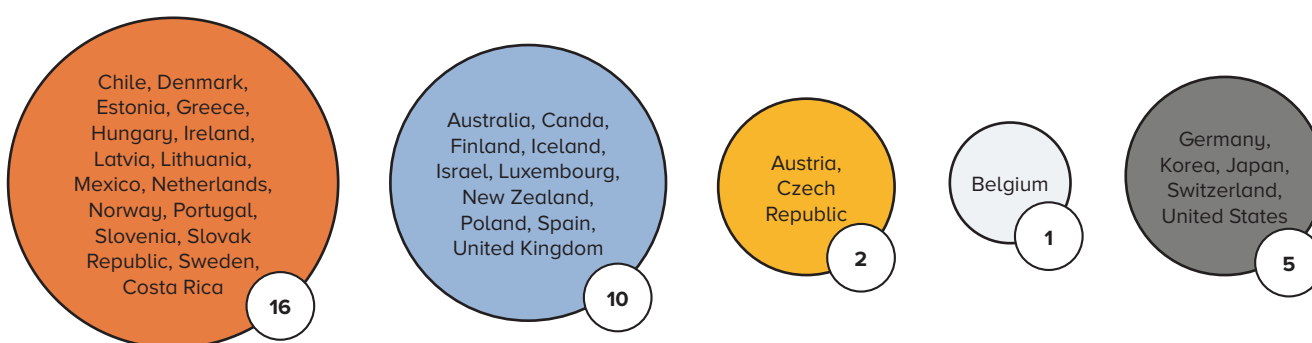 Chile, Denmark,
Estonia, Greece,
Hungary, Ireland,
Latvia, Lithuania,
Mexico, Netherlands,
Norway, Portugal,
Slovenia, Slovak
Republic, Sweden,
Costa Rica
16
Australia, Canda,
Finland, Iceland,
Israel, Luxembourg,
New Zealand,
Poland, Spain,
United Kingdom
10
Austria,
Czech
Republic
2
Belgium
1
Germany,
Korea, Japan,
Switzerland,
United States
5